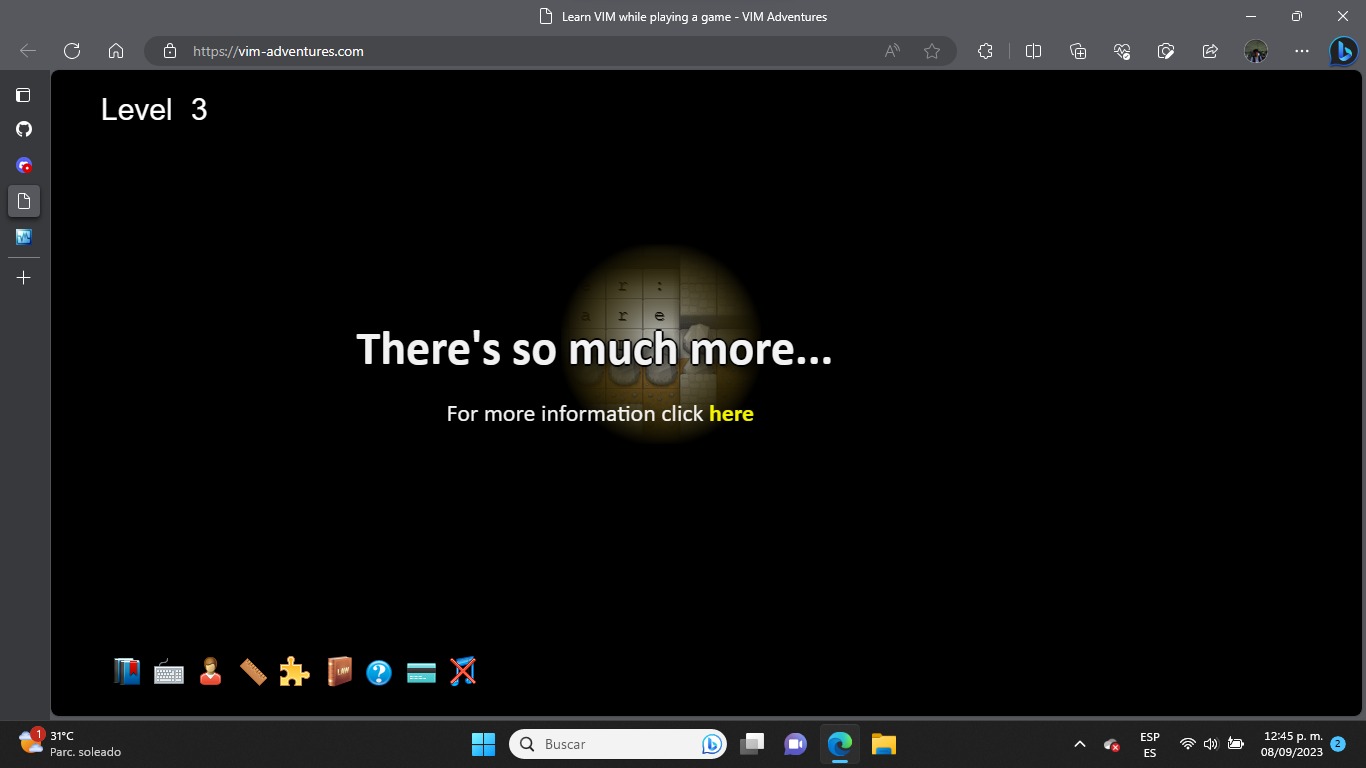 Learn VIM while playing a game - VIM Adventures
https://vim-adventures.com
Level 3
r :
a r e
There's so much more...
For more information click here
LAW
1
31°C
Parc. soleado
Buscar
ESP
ES
12:45 p. m.
08/09/2023
2